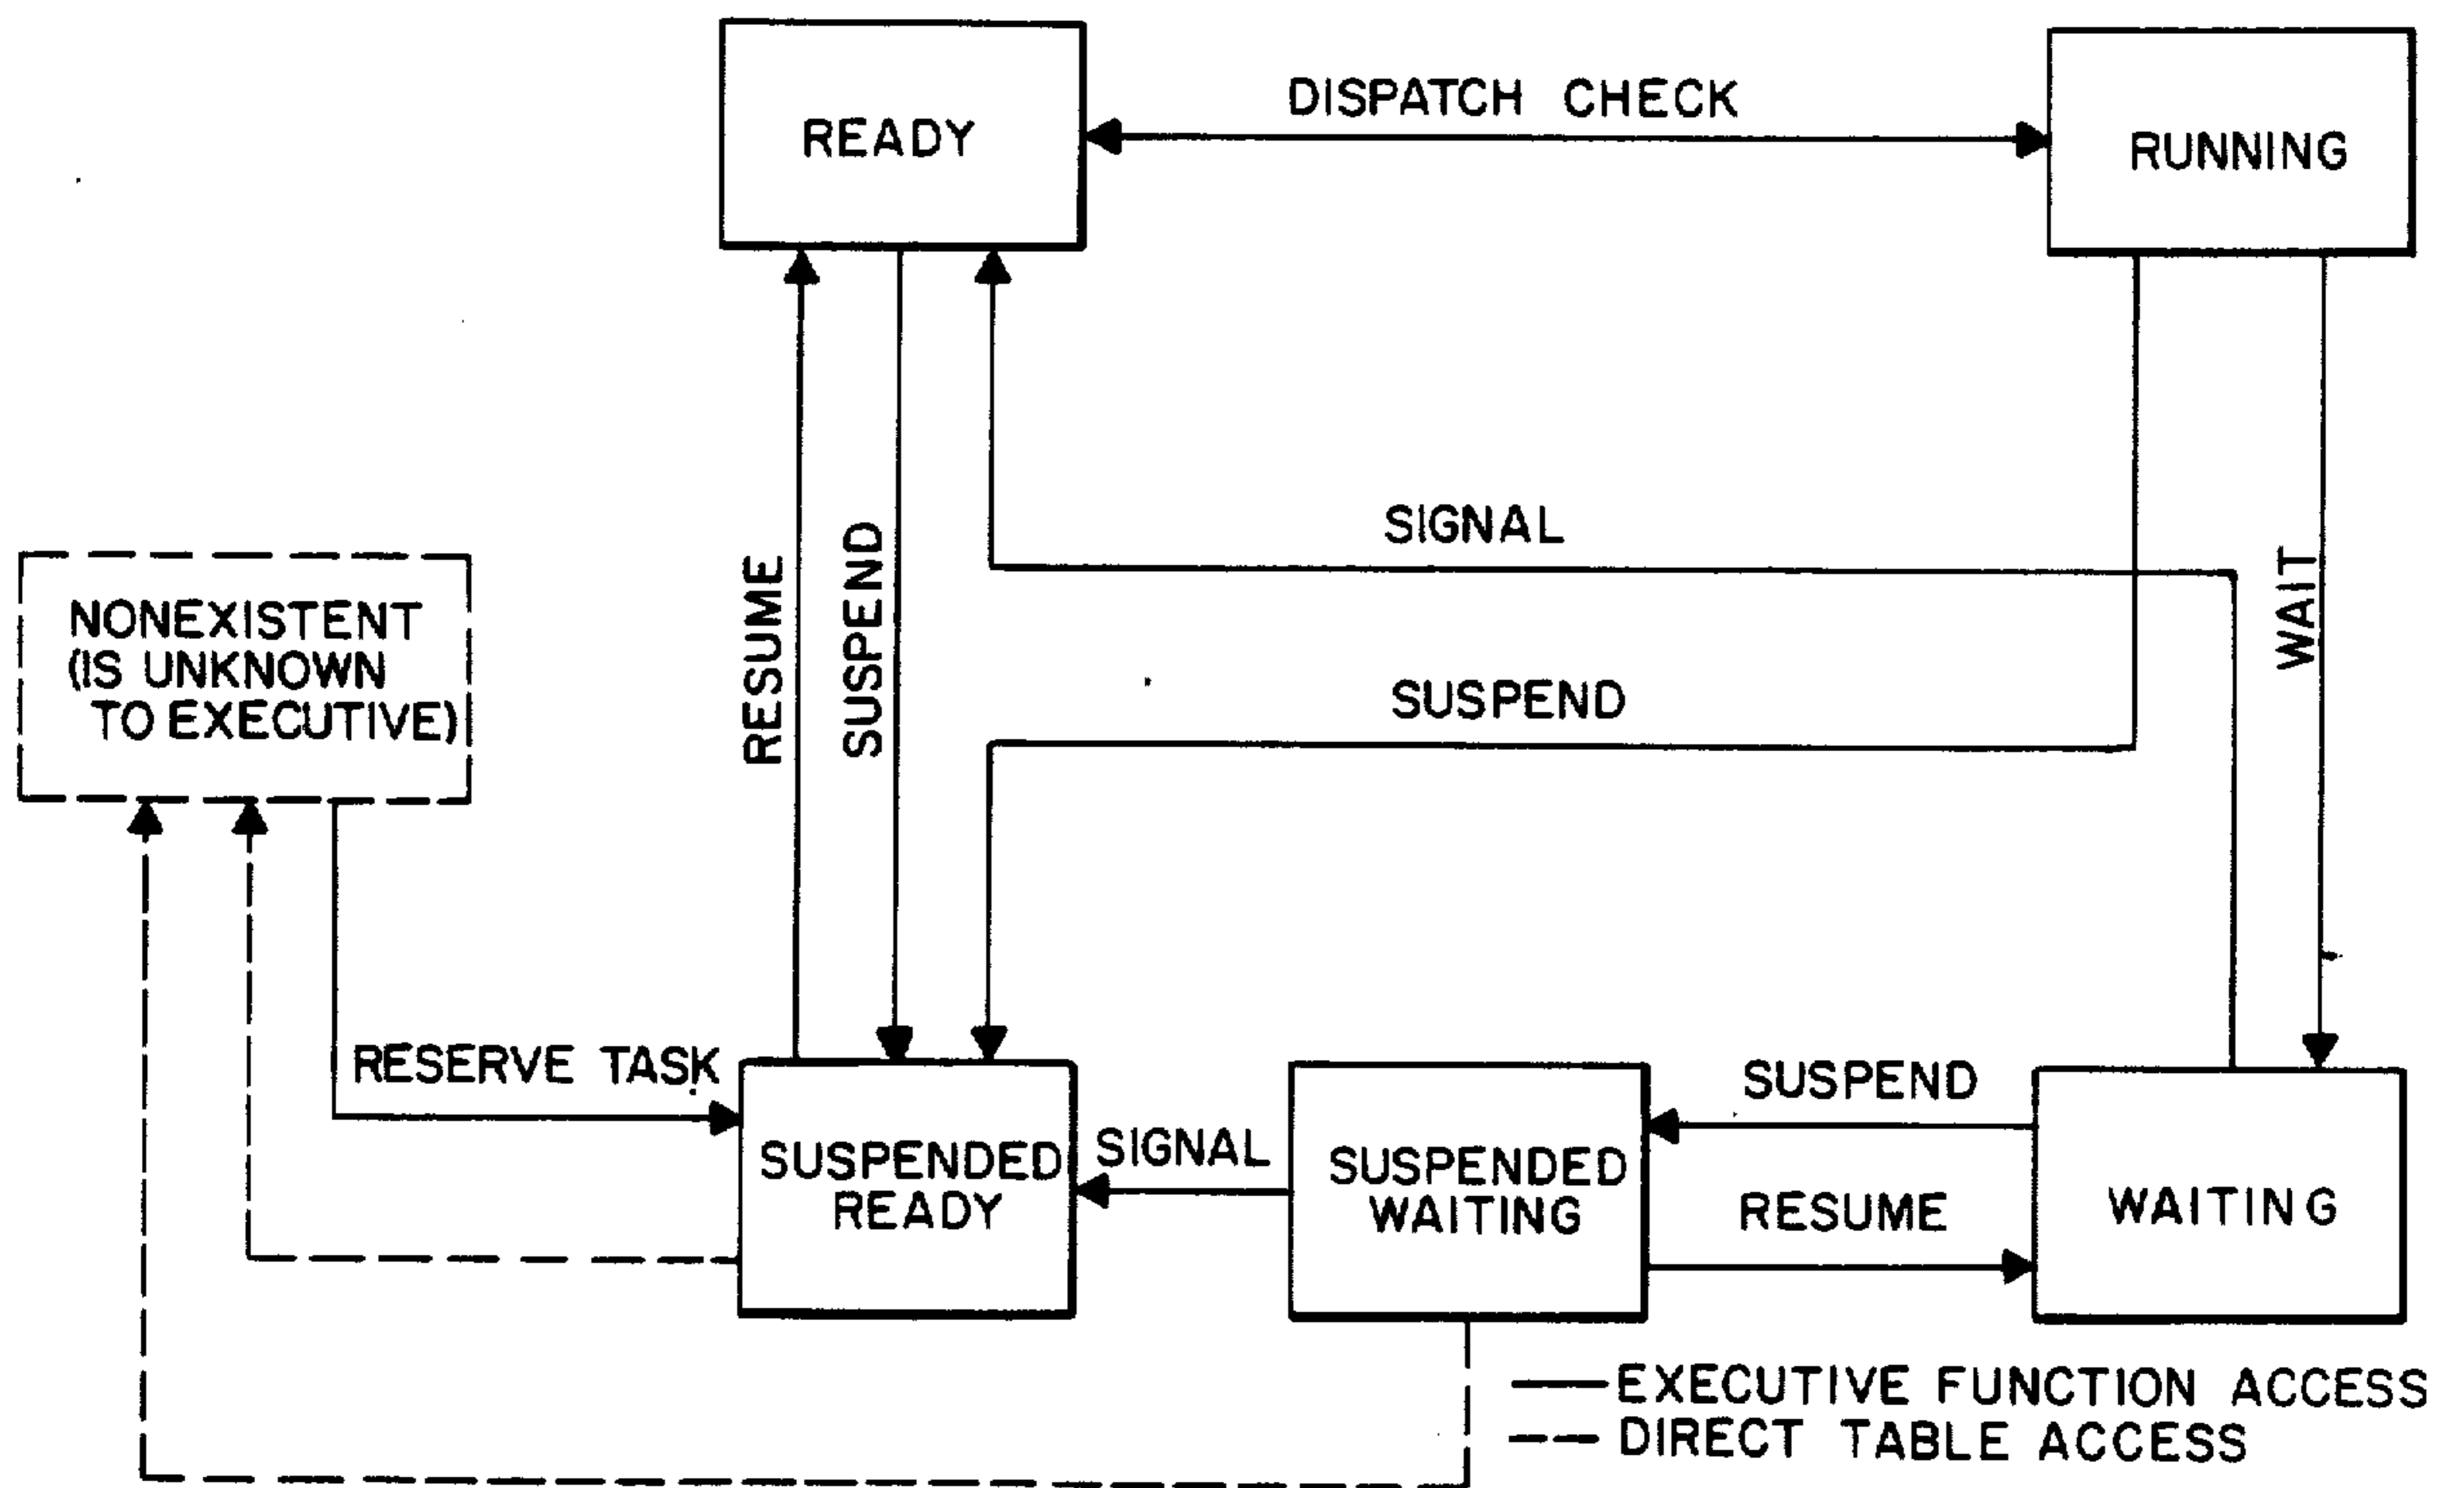 READY
DISPATCH CHECK
RUNNING
SIGNAL
WAIT
RESUME
SUSPEND
NONEXISTENT
(IS UNKNOWN
TO EXECUTIVE)
SUSPEND
RESERVE TASK
SUSPENDED
READY
SIGNAL
SUSPENDED
WAITING
SUSPEND
RESUME
WAITING
EXECUTIVE FUNCTION ACCESS
DIRECT TABLE ACCESS